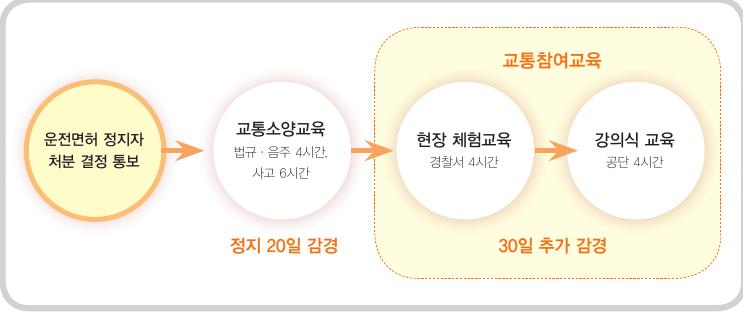 운전면허 정지자
처분 결정 통보
교통소양교육
법규 · 음주 4시간,
사고 6시간
정지 20일 감경
교통참여교육
현장 체험교육
경찰서 4시간
강의식 교육
공단 4시간
30일 추가 감경